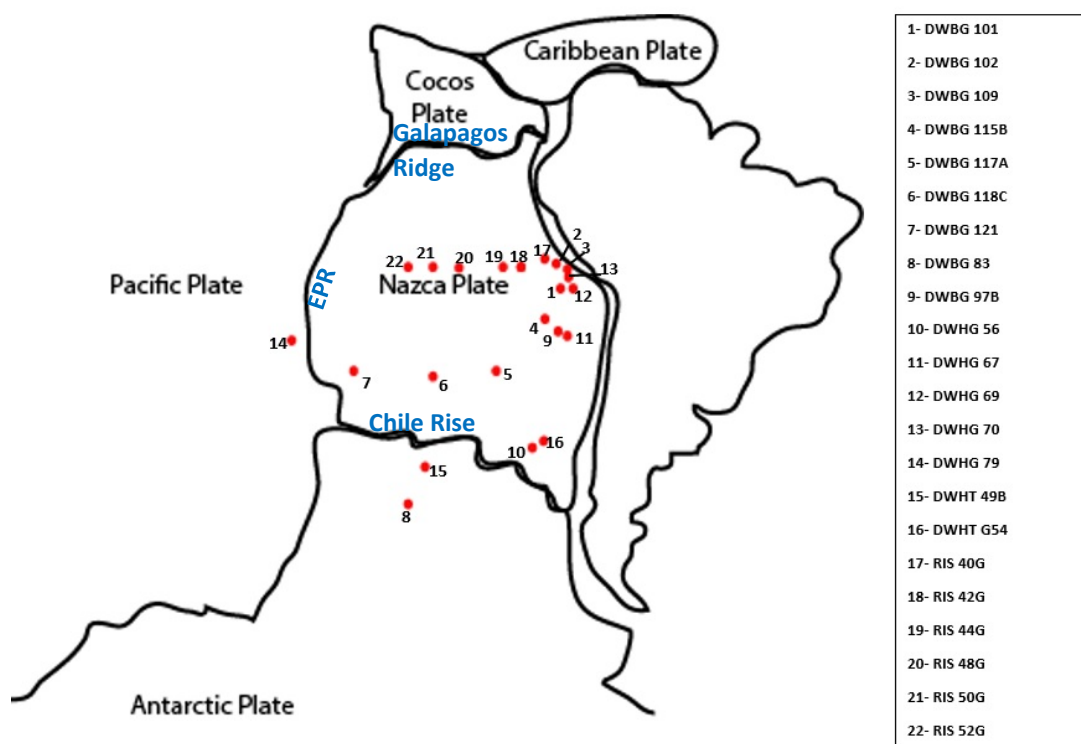 Caribbean Plate
Cocos
Plate
Galapagos
Ridge
Pacific Plate
EPR
Nazca Plate
Chile Rise
Antarctic Plate
22
21
20
19
18
17
2
3
13
1
12
4
9
11
14
7
6
5
10
16
15
8
1- DWBG 101
2- DWBG 102
3- DWBG 109
4- DWBG 115B
5- DWBG 117A
6- DWBG 118C
7- DWBG 121
8- DWBG 83
9- DWBG 97B
10- DWHG 56
11- DWHG 67
12- DWHG 69
13- DWHG 70
14- DWHG 79
15- DWHT 49B
16- DWHT G54
17- RIS 40G
18- RIS 42G
19- RIS 44G
20- RIS 48G
21- RIS 50G
22- RIS 52G